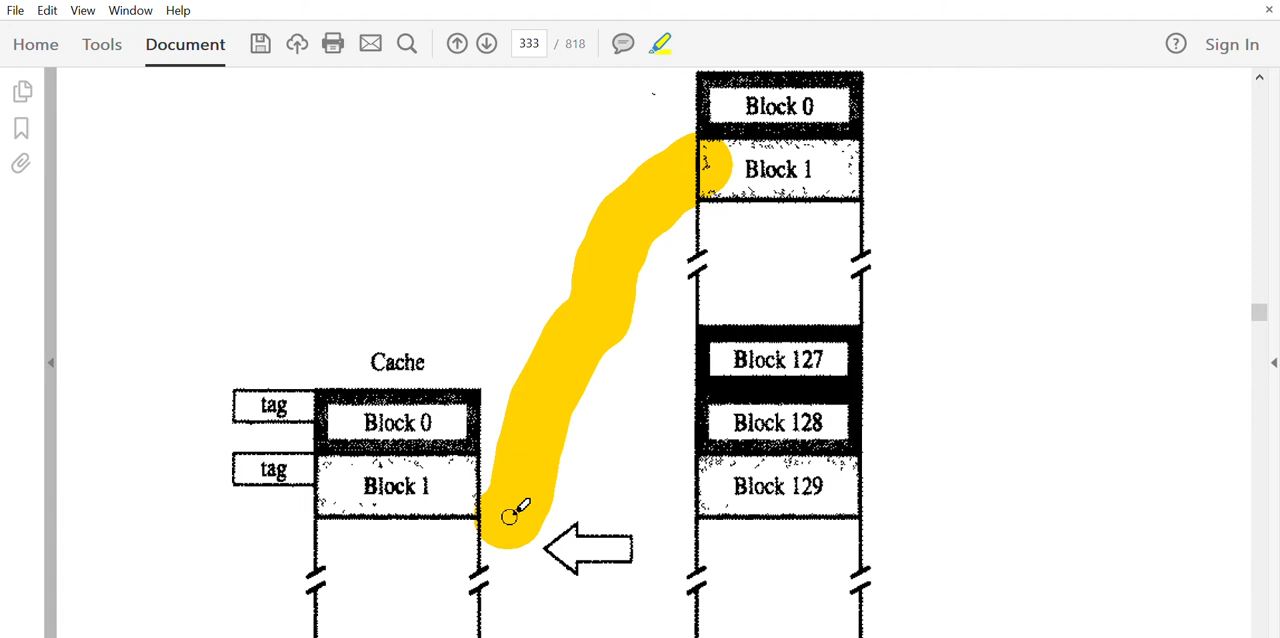 File Edit View Window Help
Home Tools Document 333 / 818 Sign In
Block 0
Block 1
Block 127
Block 128
Block 129
Cache
tag Block 0
tag Block 1